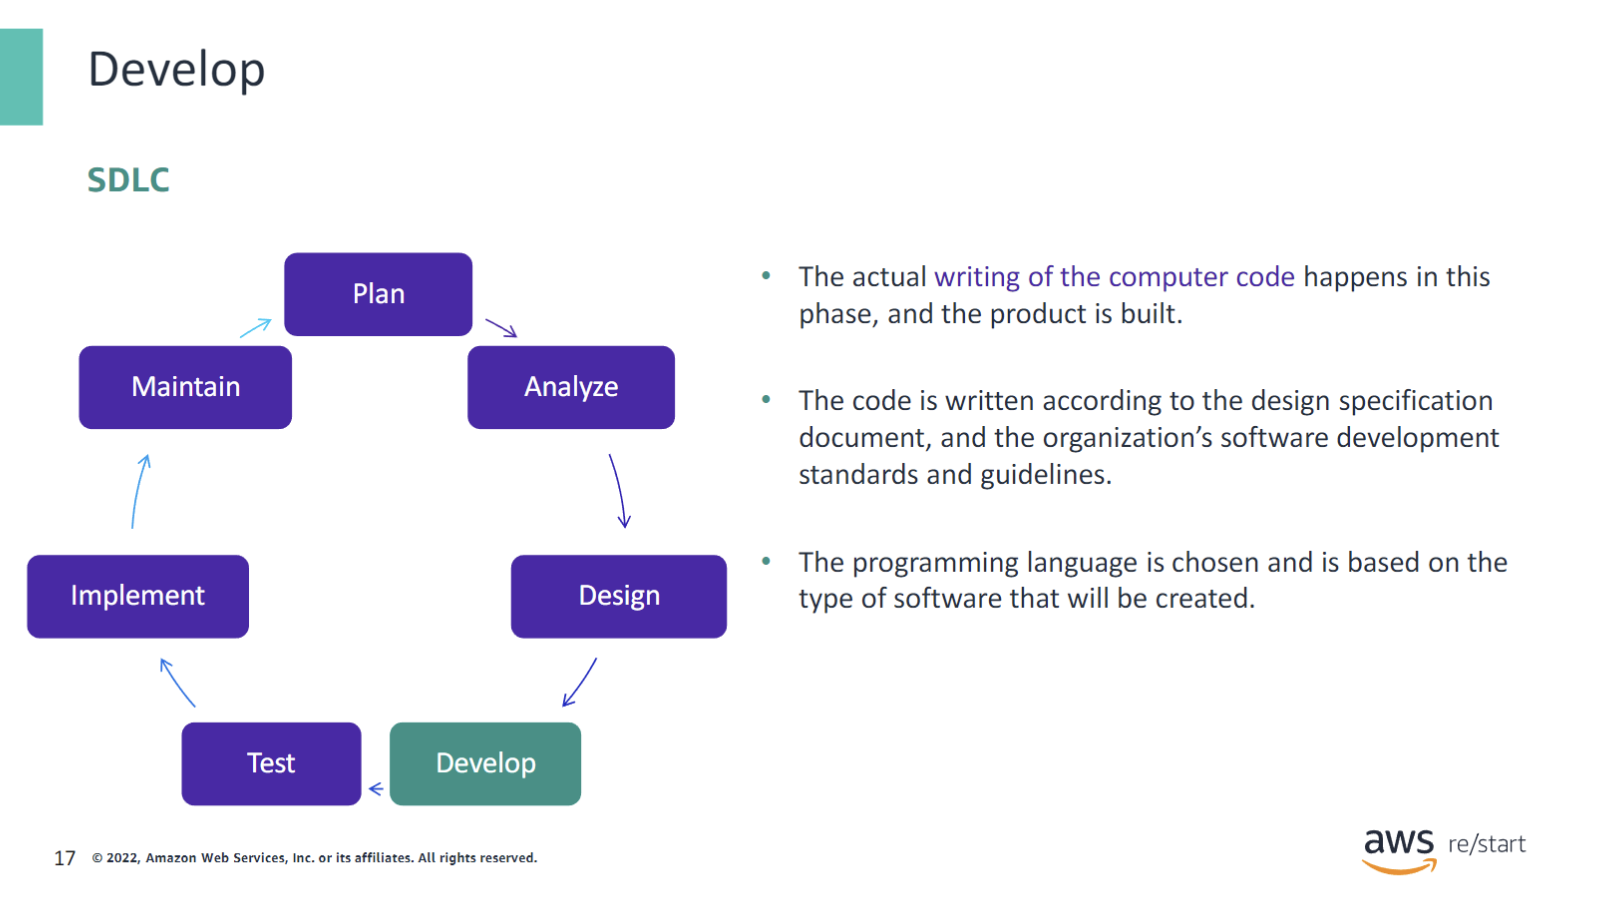 Develop
SDLC
Plan
Maintain
Analyze
Implement
Design
Test
Develop
• The actual writing of the computer code happens in this
phase, and the product is built.
• The code is written according to the design specification
document, and the organization’s software development
standards and guidelines.
• The programming language is chosen and is based on the
type of software that will be created.
17 © 2022, Amazon Web Services, Inc. or its affiliates. All rights reserved.
aws re/start